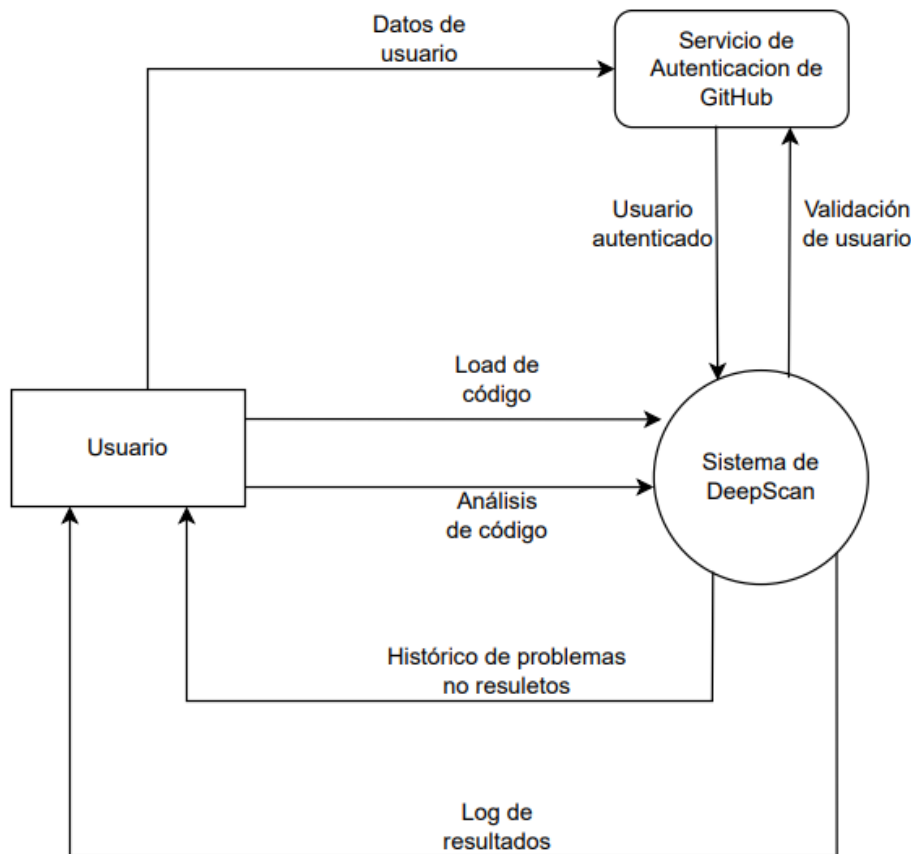 Datos de
usuario
Servicio de
Autenticacion de
GitHub
Usuario
autenticado
Validación
de usuario
Load de
código
Usuario
Sistema de
DeepScan
Análisis
de código
Histórico de problemas
no resuletos
Log de
resultados